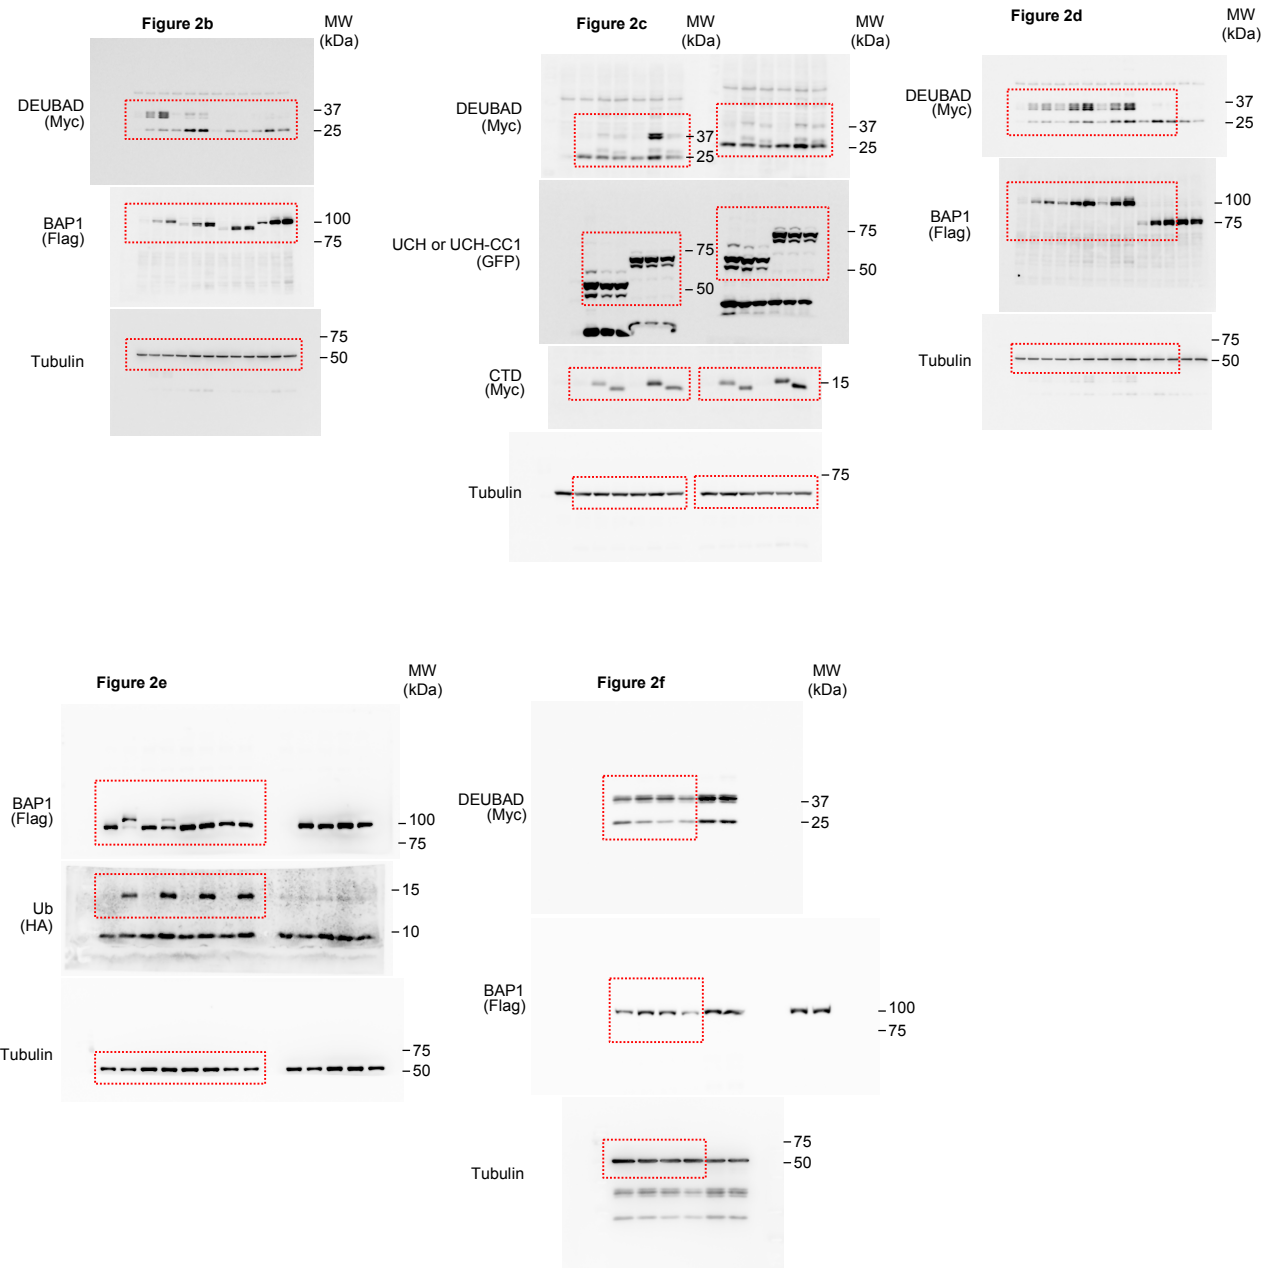 Figure 2b
MW
(kDa)
DEUBAD
(Myc)
37
25
BAP1
(Flag)
100
75
Tubulin
75
50
Figure 2c
MW
(kDa)
MW
(kDa)
DEUBAD
(Myc)
37
25
37
25
UCH or UCH-CC1
(GFP)
75
50
75
50
CTD
(Myc)
15
Tubulin
75
Figure 2d
MW
(kDa)
DEUBAD
(Myc)
37
25
BAP1
(Flag)
100
75
Tubulin
75
50
Figure 2e
MW
(kDa)
BAP1
(Flag)
100
75
Ub
(HA)
15
10
Tubulin
75
50
Figure 2f
MW
(kDa)
DEUBAD
(Myc)
37
25
BAP1
(Flag)
100
75
Tubulin
75
50